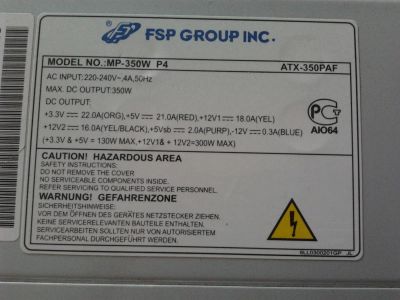 FSP GROUP INC.
MODEL NO.:MP-350W P4 ATX-350PAF
AC INPUT:220-240V~,4A,50Hz
MAX. DC OUTPUT:350W
DC OUTPUT:
+3.3V ⎓ 22.0A(ORG),+5V ⎓ 21.0A(RED),+12V1 ⎓ 18.0A(YEL)
+12V2 ⎓ 16.0A(YEL/BLACK),+5Vsb ⎓ 2.0A(PURPL),-12V ⎓ 0.3A(BLUE)
(+3.3V & +5V = 130W MAX.,+12V1& + 12V2=300W MAX)
АЮ64
CAUTION! HAZARDOUS AREA
SAFETY INSTRUCTIONS:
DO NOT REMOVE THIS COVER.
NO SERVICEABLE COMPONENTS INSIDE.
REFER SERVICING TO QUALIFIED SERVICE PERSONNEL.
WARNUNG! GEFAHRENZONE
SICHERHEITSHINWEISE:
VOR DEM ÖFFNEN DES GERÄTES NETZSTECKER ZIEHEN.
KEINE SERVICERELEVANTEN BAUTEILE ENTHALTEN.
SERVICEARBEITEN SOLLTEN NUR VON AUTORISIERTEM
FACHPERSONAL DURCHGEFÜHRT WERDEN.